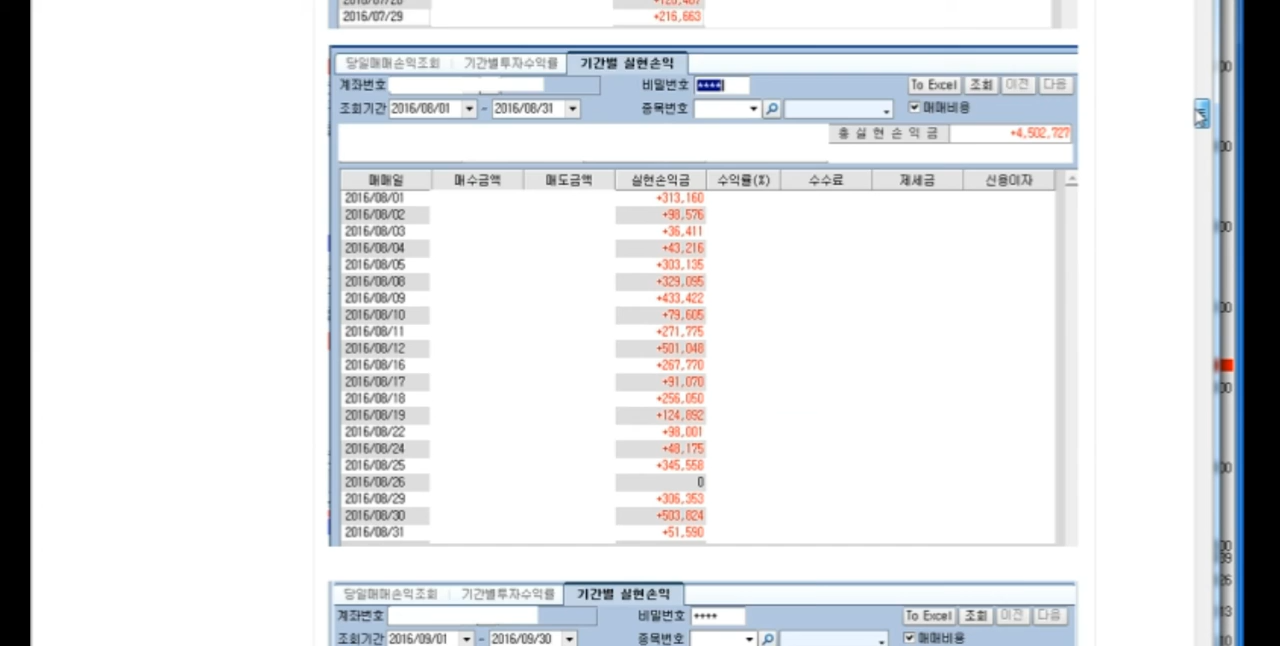 2016/07/29 +216,663
당일매매손익조회 기간별투자수익률 기간별 실현손익
계좌번호 비밀번호 **** To Excel 조회 이전 다음
조회기간 2016/08/01 ~ 2016/08/31 종목번호 매매비용
총 실 현 손 익 금 +4,502,727
매매일 매수금액 매도금액 실현손익금 수익률(%) 수수료 제세금 신용이자
2016/08/01 +313,160
2016/08/02 +98,576
2016/08/03 +36,411
2016/08/04 +43,216
2016/08/05 +303,135
2016/08/08 +329,095
2016/08/09 +433,422
2016/08/10 +79,605
2016/08/11 +271,775
2016/08/12 +501,048
2016/08/16 +267,770
2016/08/17 +91,070
2016/08/18 +256,050
2016/08/19 +124,892
2016/08/22 +98,001
2016/08/24 +48,175
2016/08/25 +345,558
2016/08/26 0
2016/08/29 +306,353
2016/08/30 +503,824
2016/08/31 +51,590
당일매매손익조회 기간별투자수익률 기간별 실현손익
계좌번호 비밀번호 **** To Excel 조회 이전 다음
조회기간 2016/09/01 ~ 2016/09/30 종목번호 매매비용